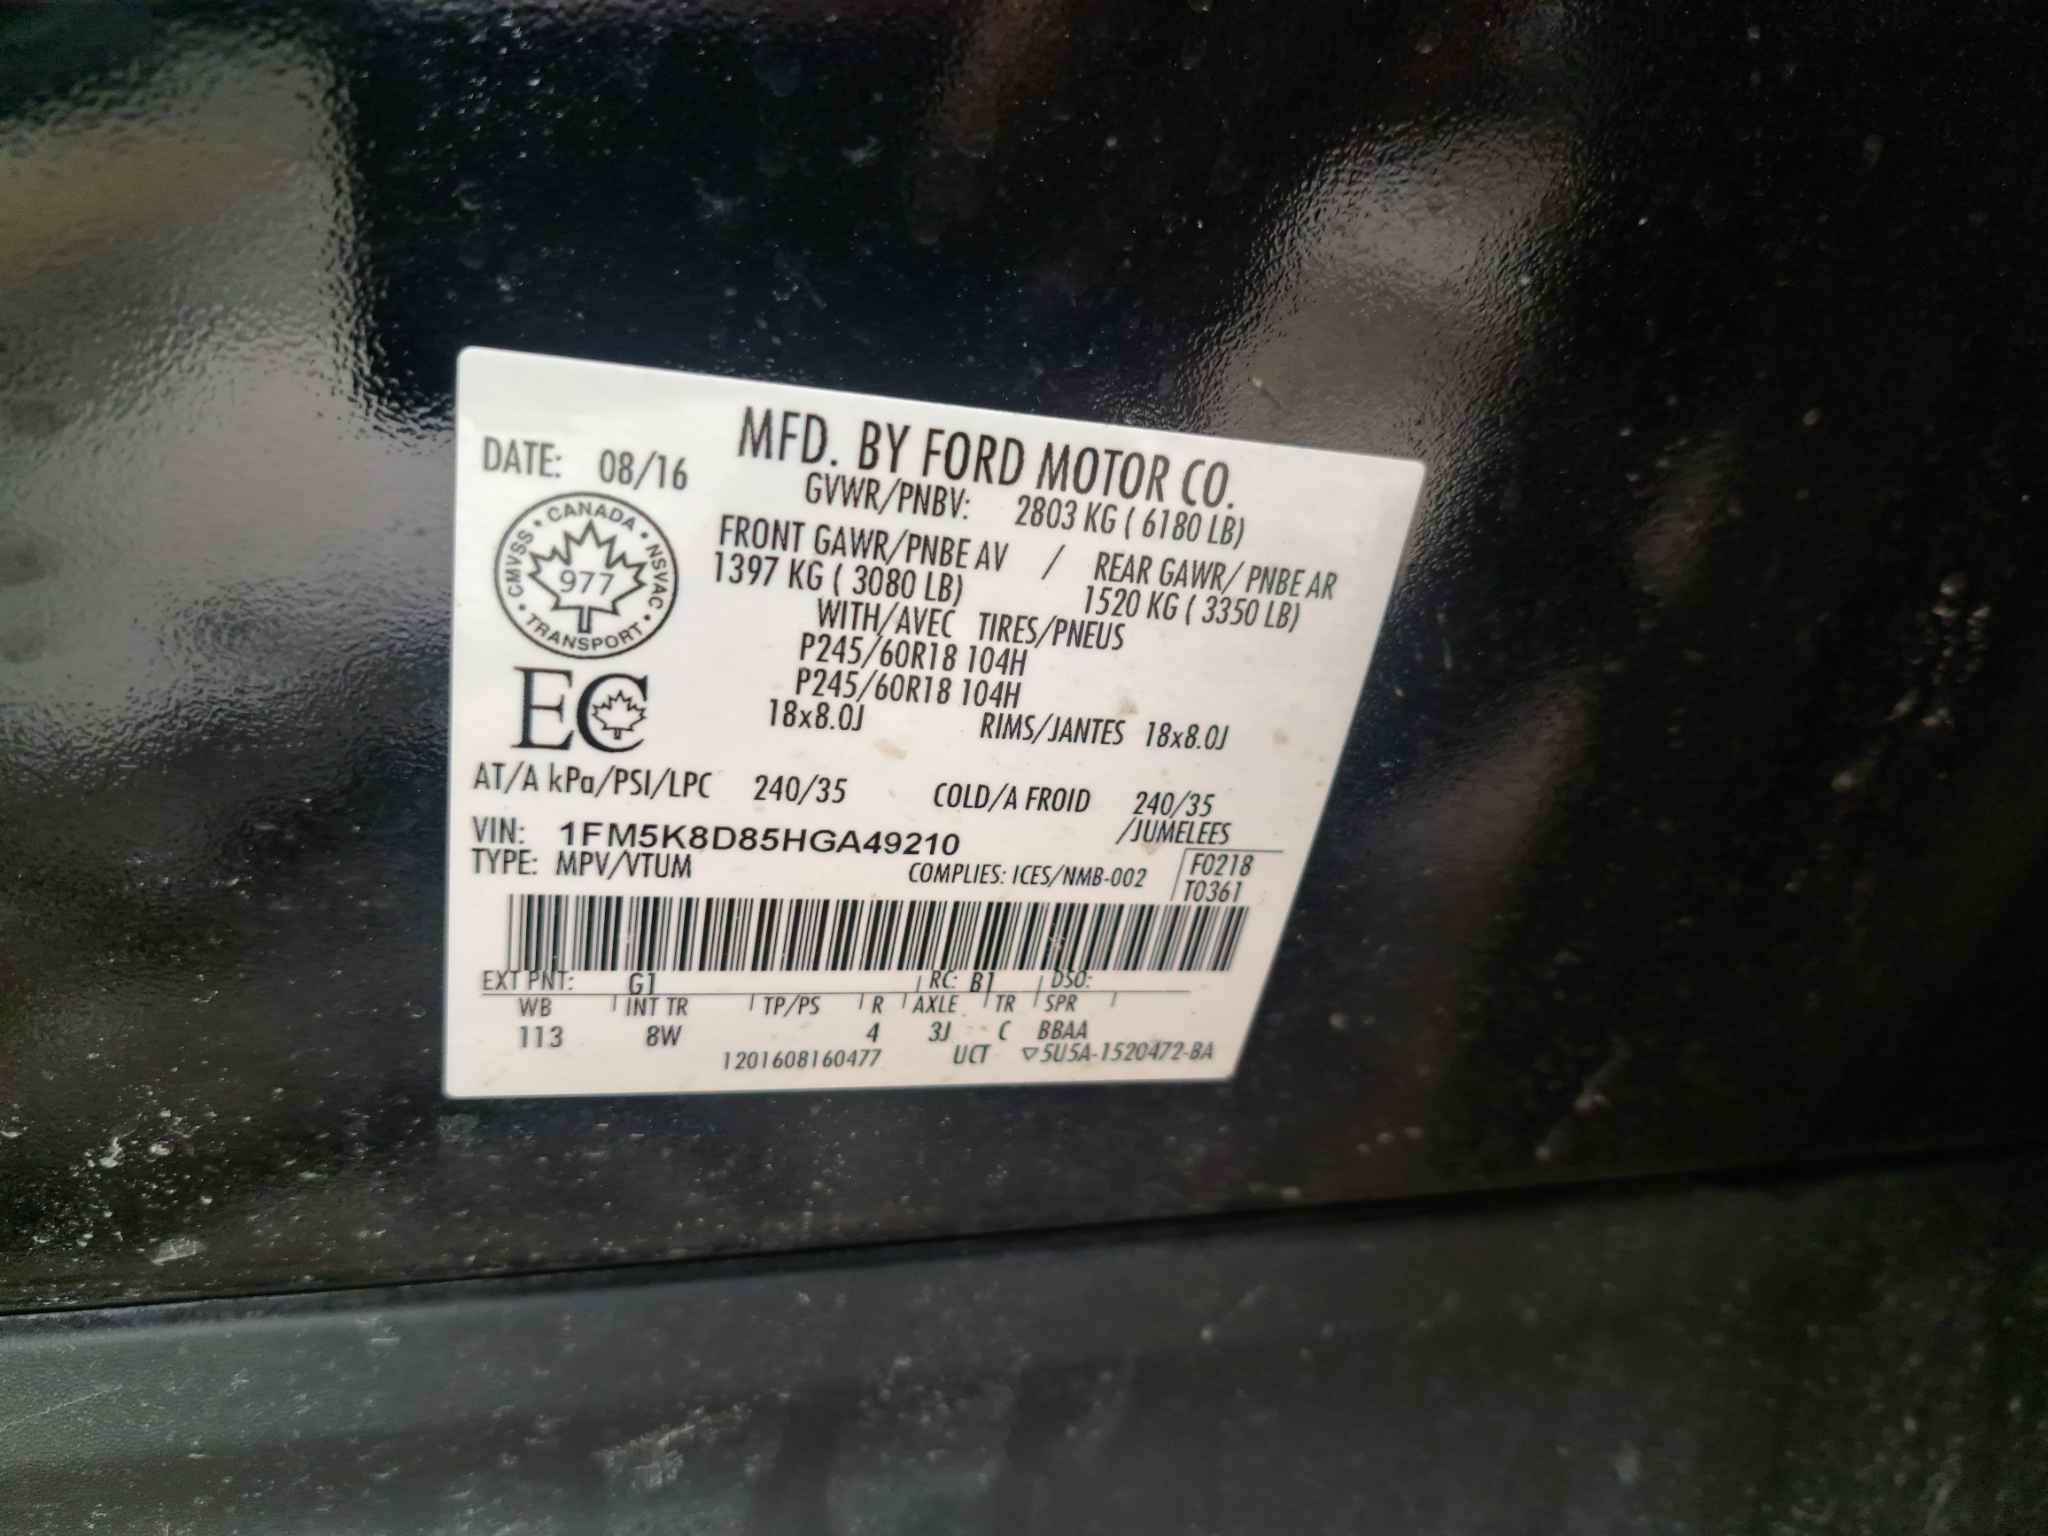 MFD. BY FORD MOTOR CO.
DATE: 08/16
GVWR/PNBV: 2803 KG ( 6180 LB)
FRONT GAWR/PNBE AV / REAR GAWR/ PNBE AR
1397 KG ( 3080 LB) 1520 KG ( 3350 LB)
WITH/AVEC TIRES/PNEUS
P245/60R18 104H
P245/60R18 104H
18x8.0J RIMS/JANTES 18x8.0J
CANADA
CMVSS NSVAC
977
TRANSPORT
EC
AT/A kPa/PSI/LPC 240/35 COLD/A FROID 240/35
VIN: 1FM5K8D85HGA49210 /JUMELEES
TYPE: MPV/VTUM COMPLIES: ICES/NMB-002 F0218
T0361
EXT PNT: G1 RC: B1 DSO:
WB INT TR TP/PS R AXLE TR SPR
113 8W 4 3J C BBAA
1201608160477 UCT ▽5U5A-1520472-BA